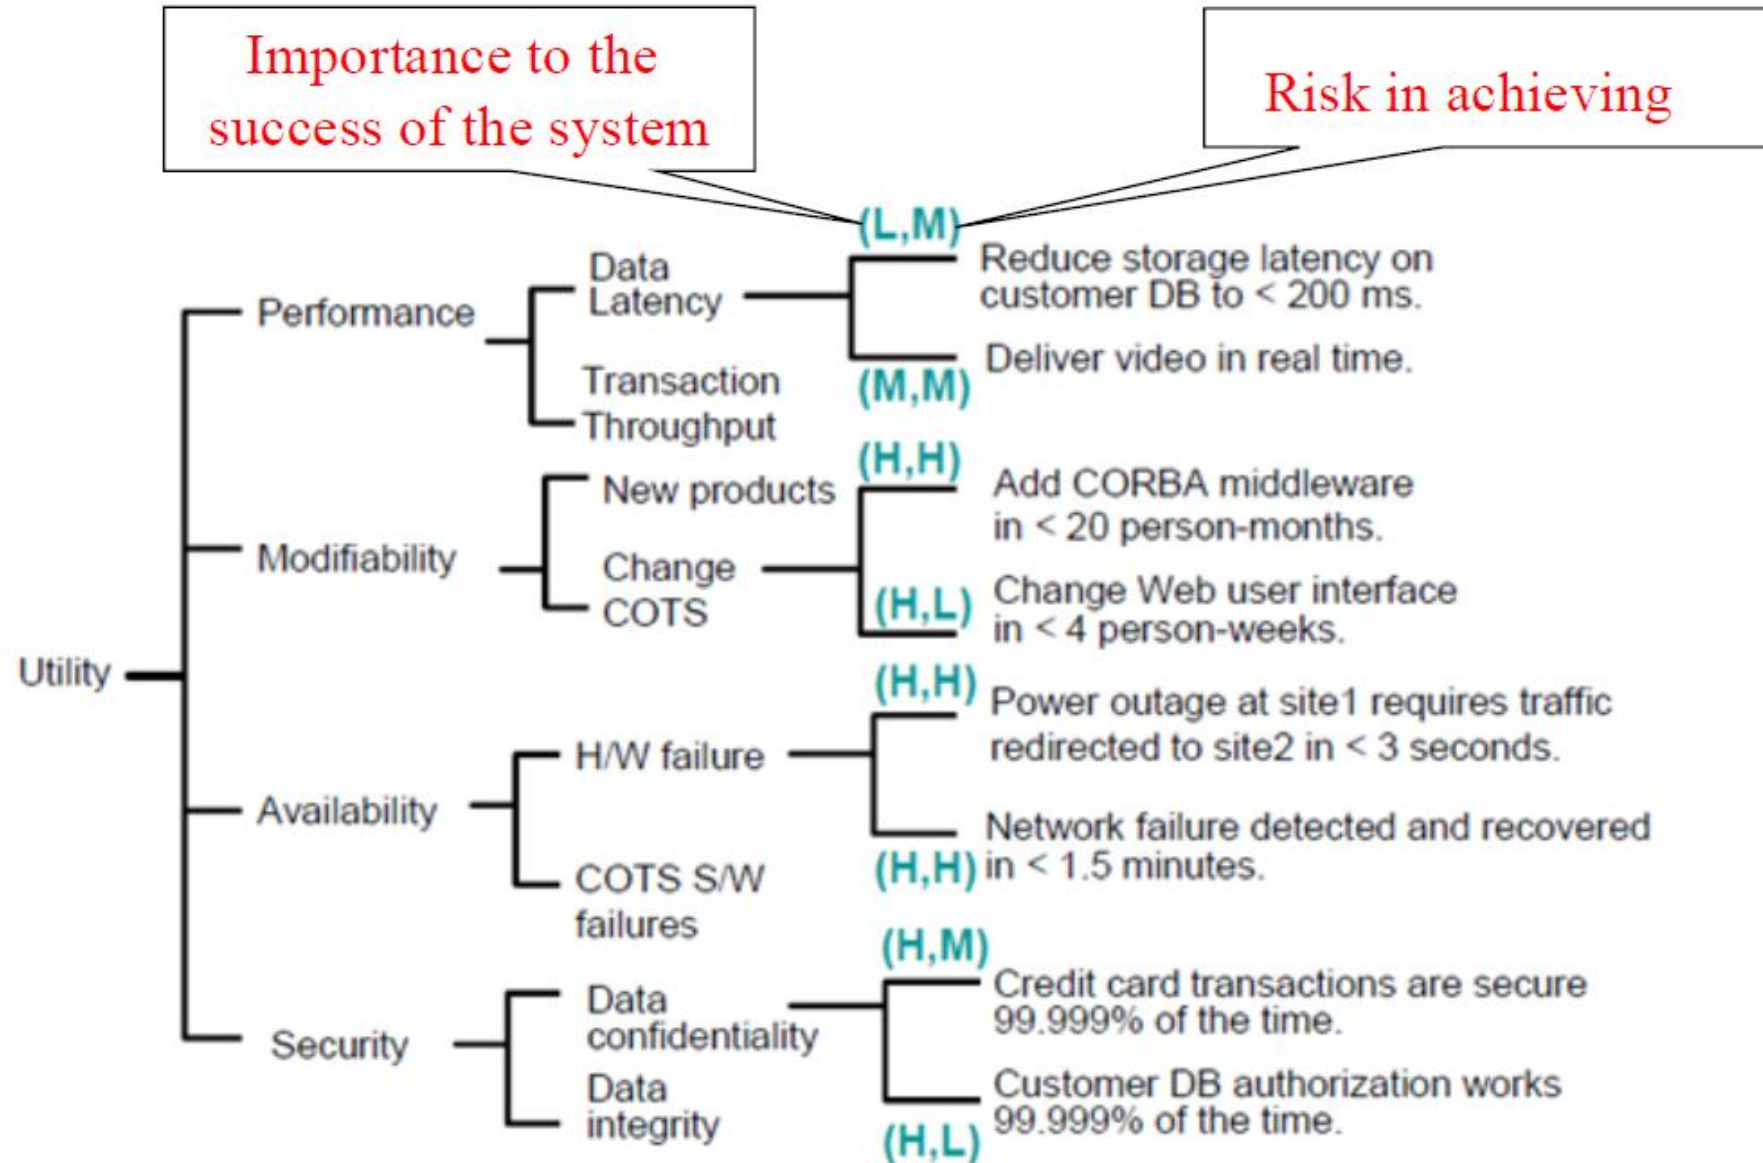 Importance to the
success of the system
Risk in achieving
Utility
Performance
Data
Latency
(L,M)
Reduce storage latency on
customer DB to < 200 ms.
Deliver video in real time.
(M,M)
Transaction
Throughput
Modifiability
New products
Change
COTS
(H,H)
Add CORBA middleware
in < 20 person-months.
(H,L)
Change Web user interface
in < 4 person-weeks.
Availability
H/W failure
(H,H)
Power outage at site1 requires traffic
redirected to site2 in < 3 seconds.
Network failure detected and recovered
in < 1.5 minutes.
(H,H)
COTS S/W
failures
Security
Data
confidentiality
(H,M)
Credit card transactions are secure
99.999% of the time.
Customer DB authorization works
99.999% of the time.
(H,L)
Data
integrity